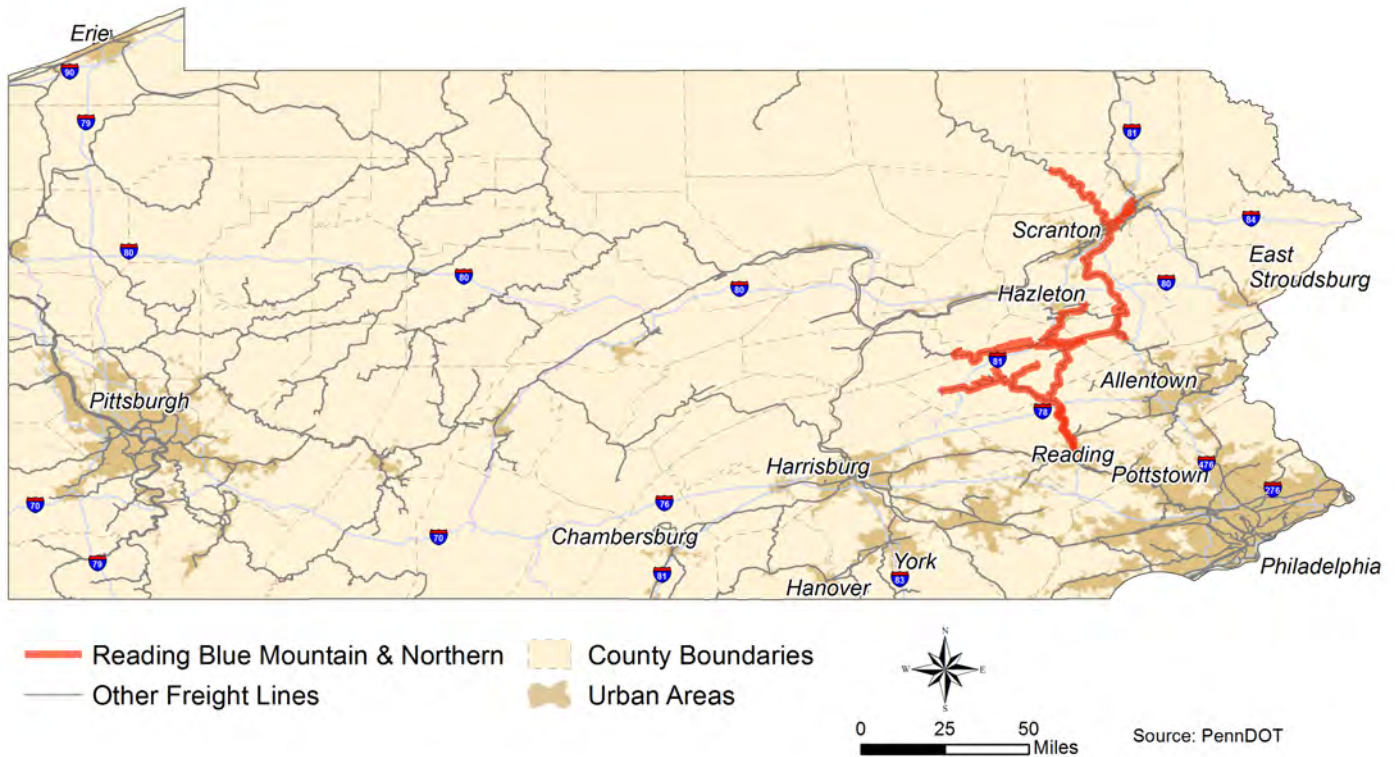 Erie
90
79
81
Scranton
84
East
Stroudsburg
80
80
80
80
Hazleton
81
Pittsburgh
Allentown
78
Reading
Harrisburg
Pottstown
476
276
70
76
Chambersburg
70
79
81
York
83
Hanover
Philadelphia
Reading Blue Mountain & Northern
County Boundaries
Other Freight Lines
Urban Areas
N
W
E
S
0 25 50
Miles
Source: PennDOT